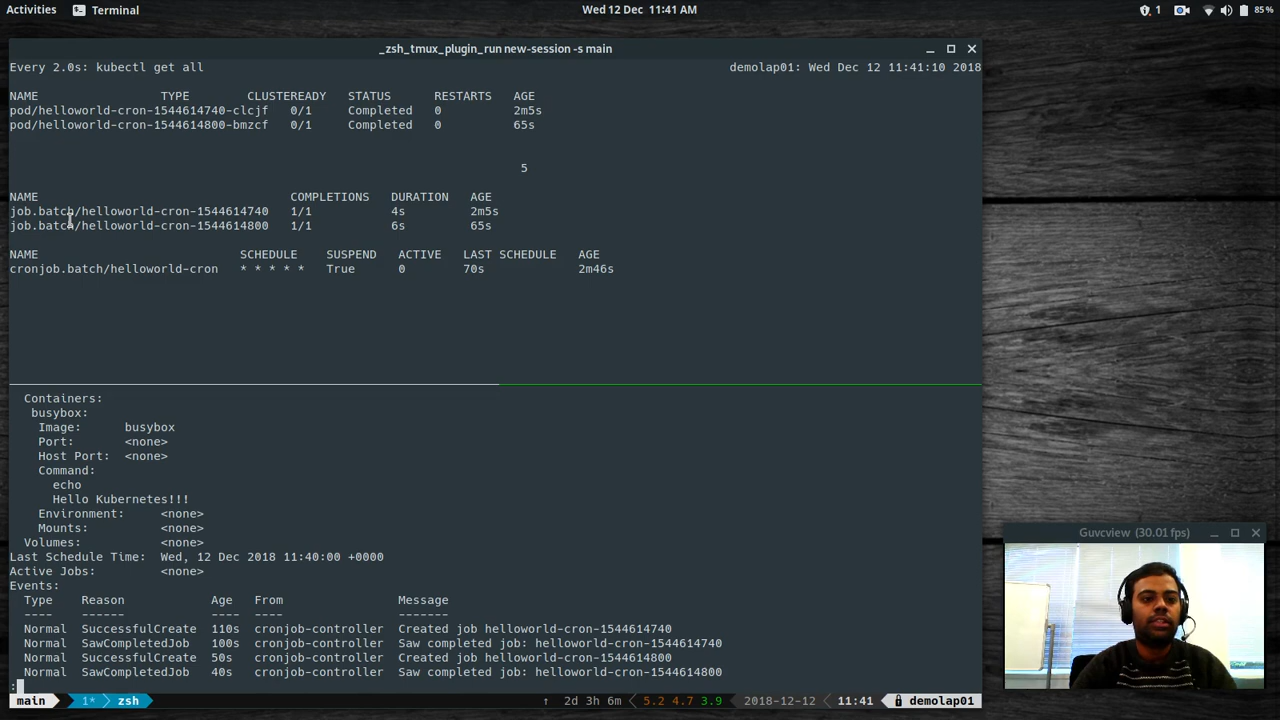 Activities Terminal Wed 12 Dec 11:41 AM 1 85%
_zsh_tmux_plugin_run new-session -s main
Every 2.0s: kubectl get all demolap01: Wed Dec 12 11:41:10 2018
NAME TYPE CLUSTEREADY STATUS RESTARTS AGE
pod/helloworld-cron-1544614740-clcjf 0/1 Completed 0 2m5s
pod/helloworld-cron-1544614800-bmzcf 0/1 Completed 0 65s
5
NAME COMPLETIONS DURATION AGE
job.batch/helloworld-cron-1544614740 1/1 4s 2m5s
job.batch/helloworld-cron-1544614800 1/1 6s 65s
NAME SCHEDULE SUSPEND ACTIVE LAST SCHEDULE AGE
cronjob.batch/helloworld-cron * * * * * True 0 70s 2m46s
Containers:
busybox:
Image: busybox
Port: <none>
Host Port: <none>
Command:
echo
Hello Kubernetes!!!
Environment: <none>
Mounts: <none>
Volumes: <none>
Last Schedule Time: Wed, 12 Dec 2018 11:40:00 +0000
Active Jobs: <none>
Events:
Type Reason Age From Message
---- ------ ---- ---- -------
Normal SuccessfulCreate 110s cronjob-controller Created job helloworld-cron-1544614740
Normal SawCompletedJob 100s cronjob-controller Saw completed job: helloworld-cron-1544614740
Normal SuccessfulCreate 50s cronjob-controller Created job helloworld-cron-1544614800
Normal SawCompletedJob 40s cronjob-controller Saw completed job: helloworld-cron-1544614800
:
main 1* zsh ↑ 2d 3h 6m 5.2 4.7 3.9 2018-12-12 11:41 demolap01
Guvcview (30.01 fps)